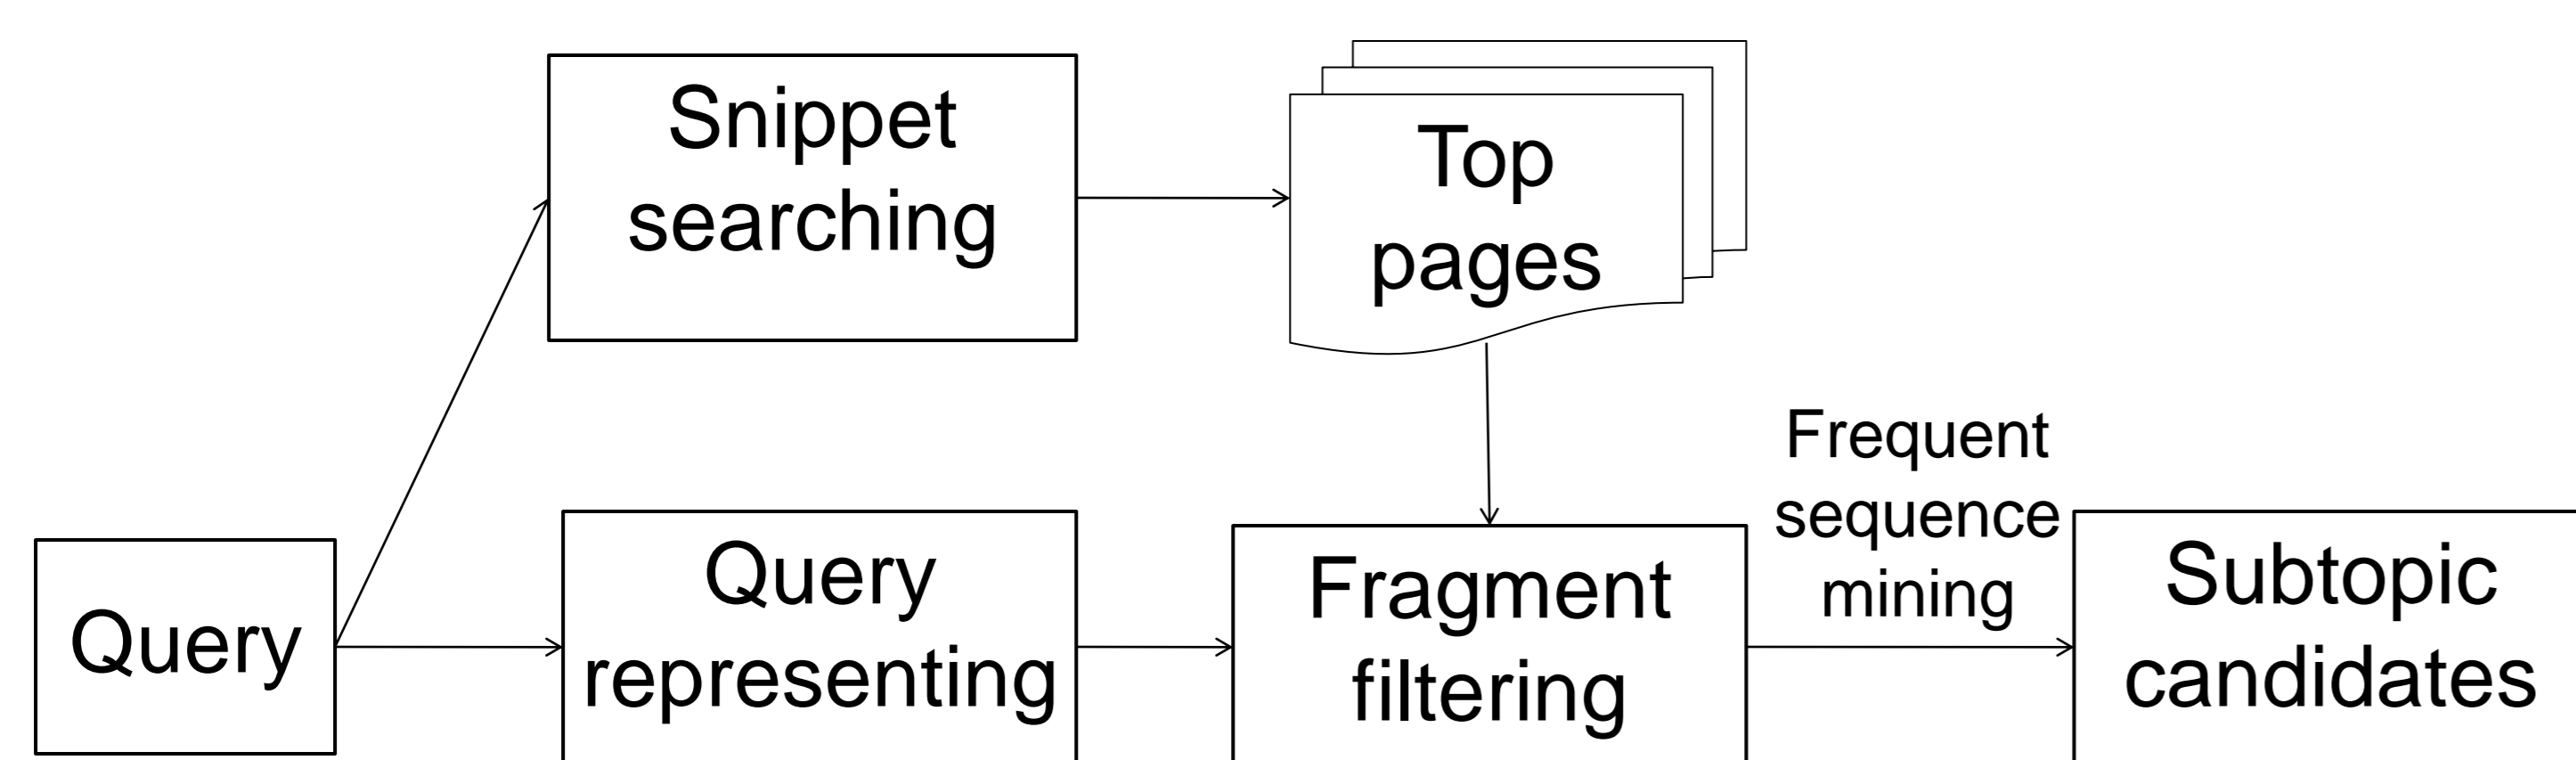 Snippet
searching
Top
pages
Query
Query
representing
Fragment
filtering
Frequent
sequence
mining
Subtopic
candidates